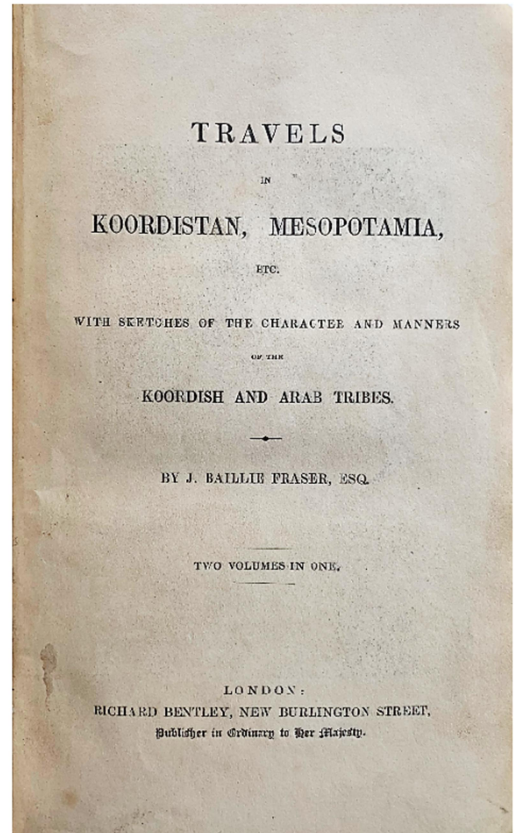 TRAVELS
IN
KOORDISTAN, MESOPOTAMIA,
ETC.
WITH SKETCHES OF THE CHARACTER AND MANNERS
OF THE
KOORDISH AND ARAB TRIBES.
BY J. BAILLIE FRASER, ESQ.
TWO VOLUMES IN ONE.
LONDON:
RICHARD BENTLEY, NEW BURLINGTON STREET,
Publisher in Ordinary to Her Majesty.